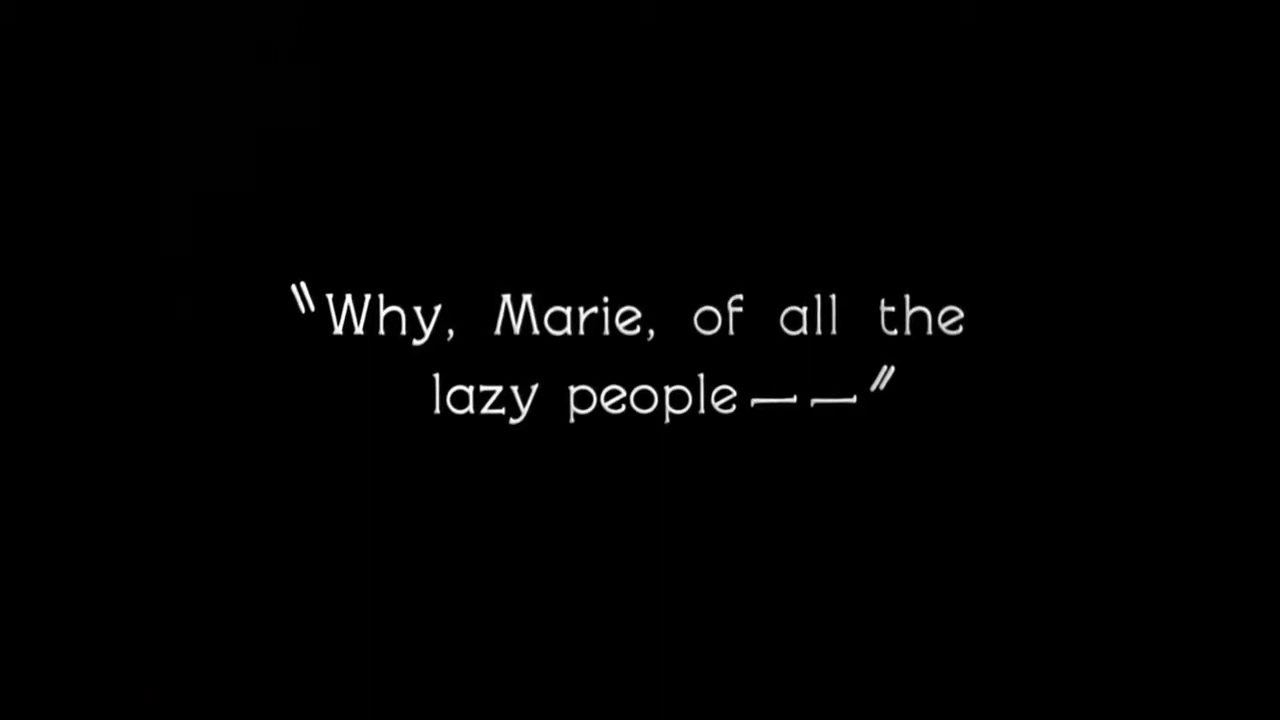 "Why, Marie, of all the
lazy people — —"